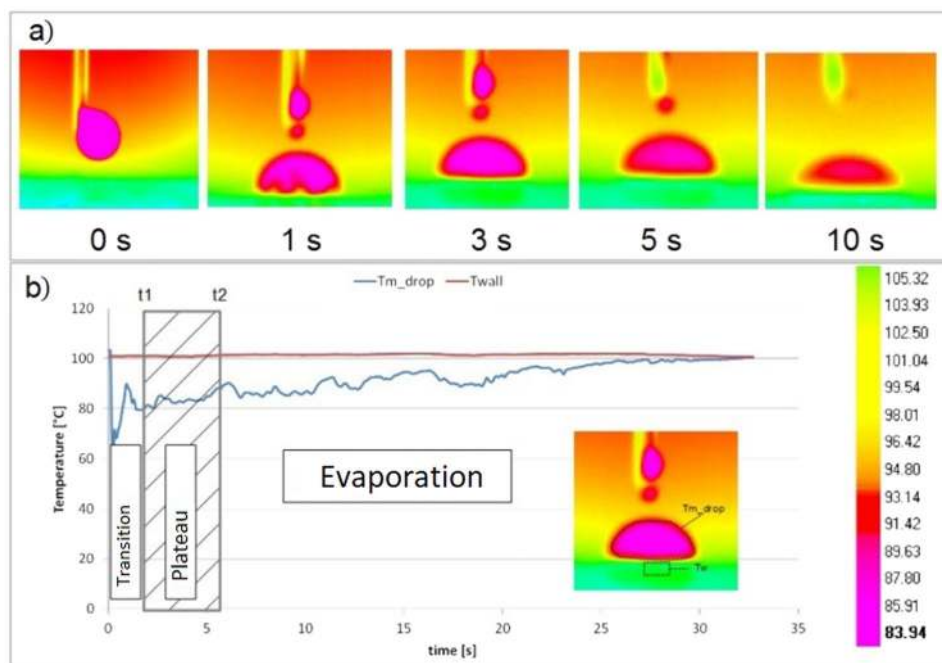 a)
0 s
1 s
3 s
5 s
10 s
b)
Tm_drop
Twall
t1
t2
120
100
80
60
40
20
0
Temperature [°C]
Transition
Plateau
Evaporation
Tm_drop
Tw
0
5
10
15
20
25
30
35
time [s]
105.32
103.93
102.50
101.04
99.54
98.01
96.42
94.80
93.14
91.42
89.63
87.80
85.91
83.94